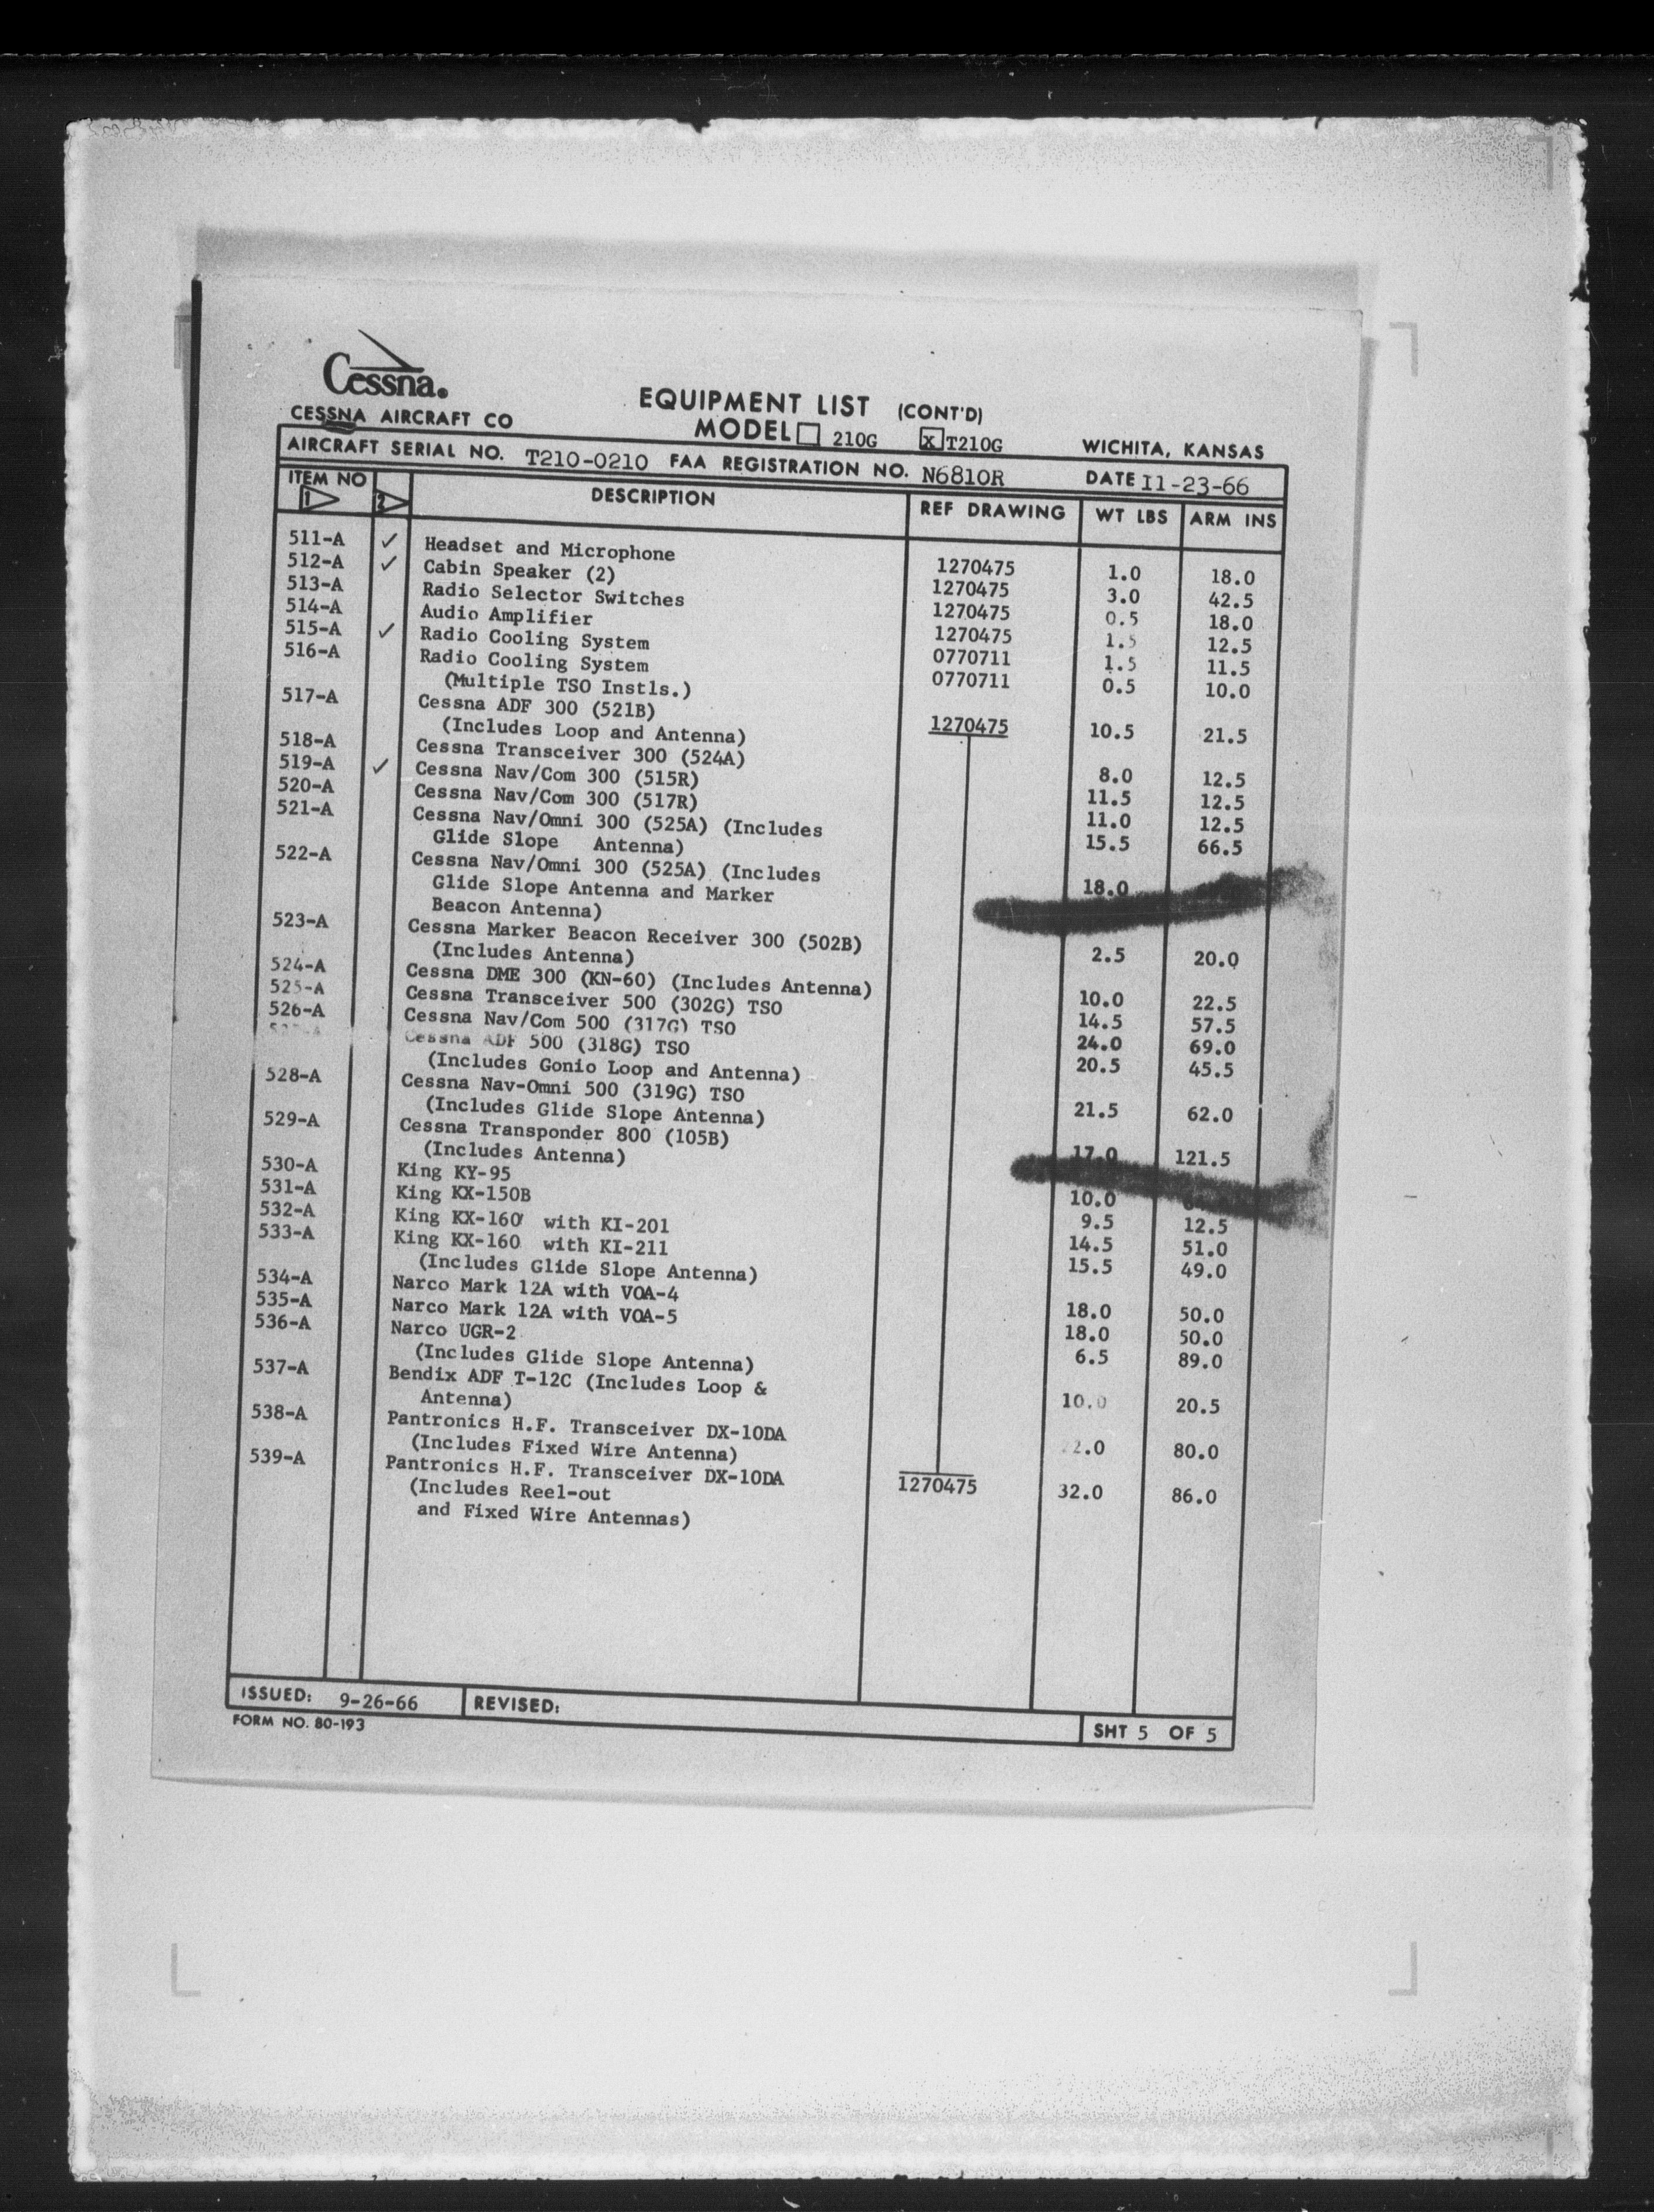 Cessna.
CESSNA AIRCRAFT CO
EQUIPMENT LIST (CONT'D)
MODEL 210G X T210G
WICHITA, KANSAS
AIRCRAFT SERIAL NO. T210-0210 FAA REGISTRATION NO. N6810R DATE 11-23-66
ITEM NO 1 2 DESCRIPTION REF DRAWING WT LBS ARM INS
511-A ✓ Headset and Microphone 1270475 1.0 18.0
512-A ✓ Cabin Speaker (2) 1270475 3.0 42.5
513-A Radio Selector Switches 1270475 0.5 18.0
514-A Audio Amplifier 1270475 1.5 12.5
515-A ✓ Radio Cooling System 0770711 1.5 11.5
516-A Radio Cooling System 0770711 0.5 10.0
(Multiple TSO Instls.)
517-A Cessna ADF 300 (521B)
(Includes Loop and Antenna) 1270475 10.5 21.5
518-A Cessna Transceiver 300 (524A) 8.0 12.5
519-A ✓ Cessna Nav/Com 300 (515R) 11.5 12.5
520-A Cessna Nav/Com 300 (517R) 11.0 12.5
521-A Cessna Nav/Omni 300 (525A) (Includes 15.5 66.5
Glide Slope Antenna)
522-A Cessna Nav/Omni 300 (525A) (Includes 18.0
Glide Slope Antenna and Marker
Beacon Antenna)
523-A Cessna Marker Beacon Receiver 300 (502B) 2.5 20.0
(Includes Antenna)
524-A Cessna DME 300 (KN-60) (Includes Antenna) 10.0 22.5
525-A Cessna Transceiver 500 (302G) TSO 14.5 57.5
526-A Cessna Nav/Com 500 (317G) TSO 24.0 69.0
Cessna ADF 500 (318G) TSO 20.5 45.5
(Includes Gonio Loop and Antenna)
528-A Cessna Nav-Omni 500 (319G) TSO 21.5 62.0
(Includes Glide Slope Antenna)
529-A Cessna Transponder 800 (105B) 17.0 121.5
(Includes Antenna)
530-A King KY-95 10.0
531-A King KX-150B 9.5 12.5
532-A King KX-160 with KI-201 14.5 51.0
533-A King KX-160 with KI-211 15.5 49.0
(Includes Glide Slope Antenna)
534-A Narco Mark 12A with VOA-4 18.0 50.0
535-A Narco Mark 12A with VOA-5 18.0 50.0
536-A Narco UGR-2 6.5 89.0
(Includes Glide Slope Antenna)
537-A Bendix ADF T-12C (Includes Loop & 10.0 20.5
Antenna)
538-A Pantronics H.F. Transceiver DX-10DA 80.0
(Includes Fixed Wire Antenna)
539-A Pantronics H.F. Transceiver DX-10DA 1270475 32.0 86.0
(Includes Reel-out
and Fixed Wire Antennas)
ISSUED: 9-26-66 REVISED:
SHT 5 OF 5
FORM NO. 80-193